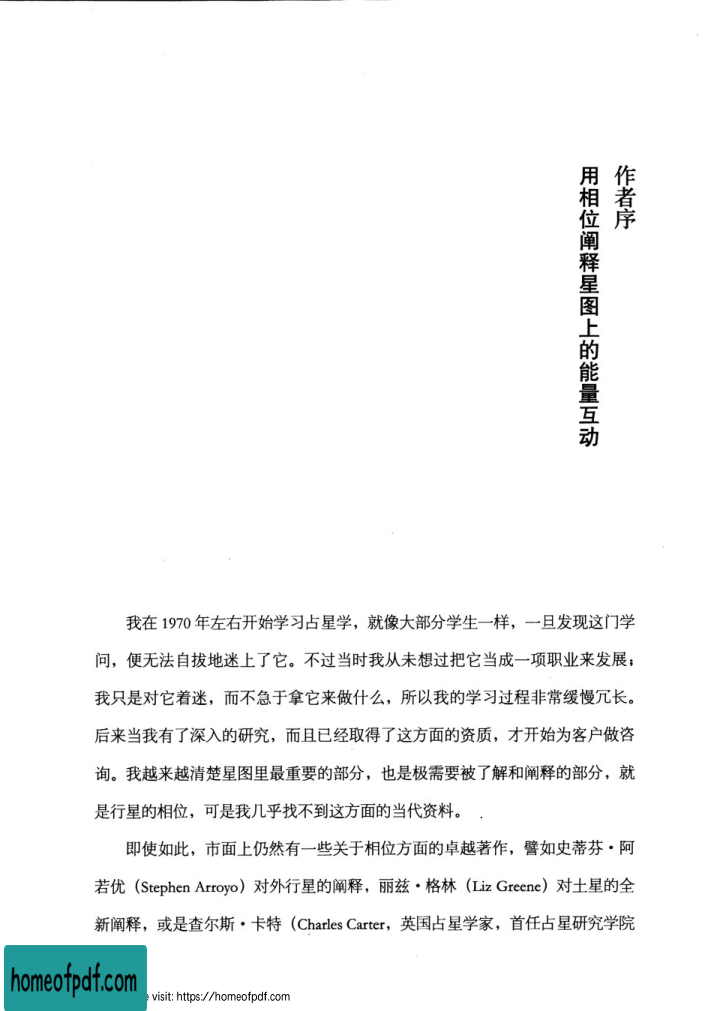 作者序
用相位阐释星图上的能量互动
我在 1970 年左右开始学习占星学，就像大部分学生一样，一旦发现这门学
问，便无法自拔地迷上了它。不过当时我从未想过把它当成一项职业来发展；
我只是对它着迷，而不急于拿它来做什么，所以我的学习过程非常缓慢冗长。
后来当我有了深入的研究，而且已经取得了这方面的资质，才开始为客户做咨
询。我越来越清楚星图里最重要的部分，也是极需要被了解和阐释的部分，就
是行星的相位，可是我几乎找不到这方面的当代资料。
即使如此，市面上仍然有一些关于相位方面的卓越著作，譬如史蒂芬·阿
若优（Stephen Arroyo）对外行星的阐释，丽兹·格林（Liz Greene）对土星的全
新阐释，或是查尔斯·卡特（Charles Carter，英国占星学家，首任占星研究学院
homeofpdf.com
e visit: https://homeofpdf.com